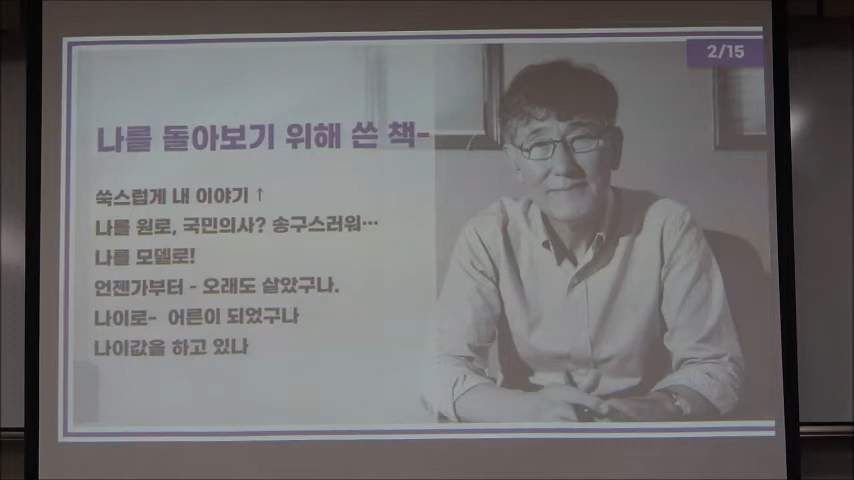 2/15
나를 돌아보기 위해 쓴 책-
쑥스럽게 내 이야기 ↑
나를 원로, 국민의사? 송구스러워…
나를 모델로!
언젠가부터 - 오래도 살았구나.
나이로- 어른이 되었구나
나이값을 하고 있나